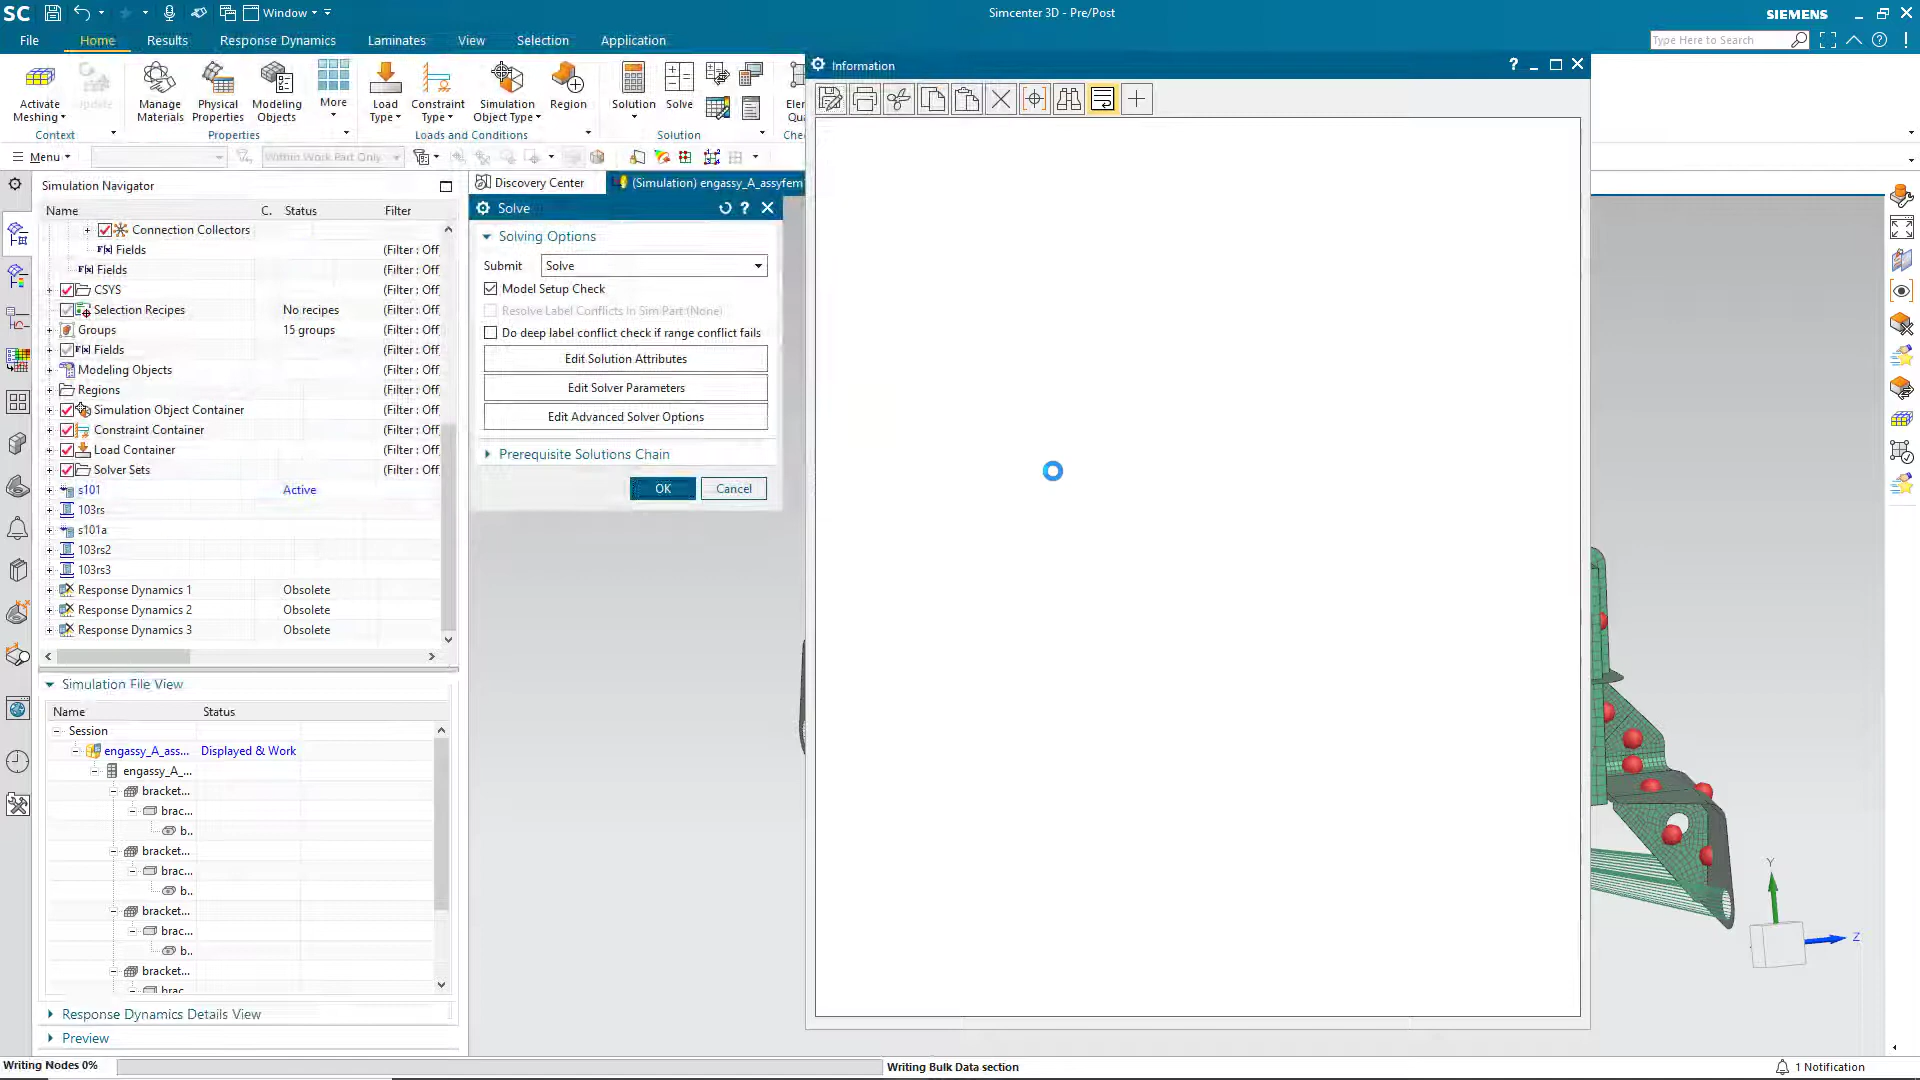 SC
Window
Simcenter 3D - Pre/Post
SIEMENS
File
Home
Results
Response Dynamics
Laminates
View
Selection
Application
Type Here to Search
Activate
Meshing
Update
Manage
Materials
Physical
Properties
Modeling
Objects
More
Load
Type
Constraint
Type
Simulation
Object Type
Region
Solution
Solve
Context
Properties
Loads and Conditions
Solution
Menu
Within Work Part Only
Information
Simulation Navigator
Name
C.
Status
Filter
Connection Collectors
Fields
(Filter : Off
Fields
(Filter : Off
CSYS
(Filter : Off
Selection Recipes
No recipes
(Filter : Off
Groups
15 groups
(Filter : Off
Fields
(Filter : Off
Modeling Objects
(Filter : Off
Regions
(Filter : Off
Simulation Object Container
(Filter : Off
Constraint Container
(Filter : Off
Load Container
(Filter : Off
Solver Sets
(Filter : Off
s101
Active
103rs
s101a
103rs2
103rs3
Response Dynamics 1
Obsolete
Response Dynamics 2
Obsolete
Response Dynamics 3
Obsolete
Discovery Center
(Simulation) engassy_A_assyfem
Solve
Solving Options
Submit
Solve
Model Setup Check
Resolve Label Conflicts In Sim Part (None)
Do deep label conflict check if range conflict fails
Edit Solution Attributes
Edit Solver Parameters
Edit Advanced Solver Options
Prerequisite Solutions Chain
OK
Cancel
Simulation File View
Name
Status
Session
engassy_A_ass...
Displayed & Work
engassy_A_...
bracket...
brac...
b..
bracket...
brac...
b..
bracket...
brac...
b..
bracket...
brac...
Response Dynamics Details View
Preview
Y
Z
Writing Nodes 0%
Writing Bulk Data section
1 Notification